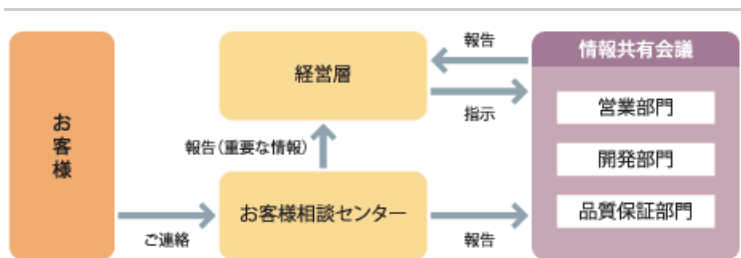 お客様
経営層
報告
指示
情報共有会議
営業部門
開発部門
品質保証部門
報告（重要な情報）
お客様相談センター
ご連絡
報告